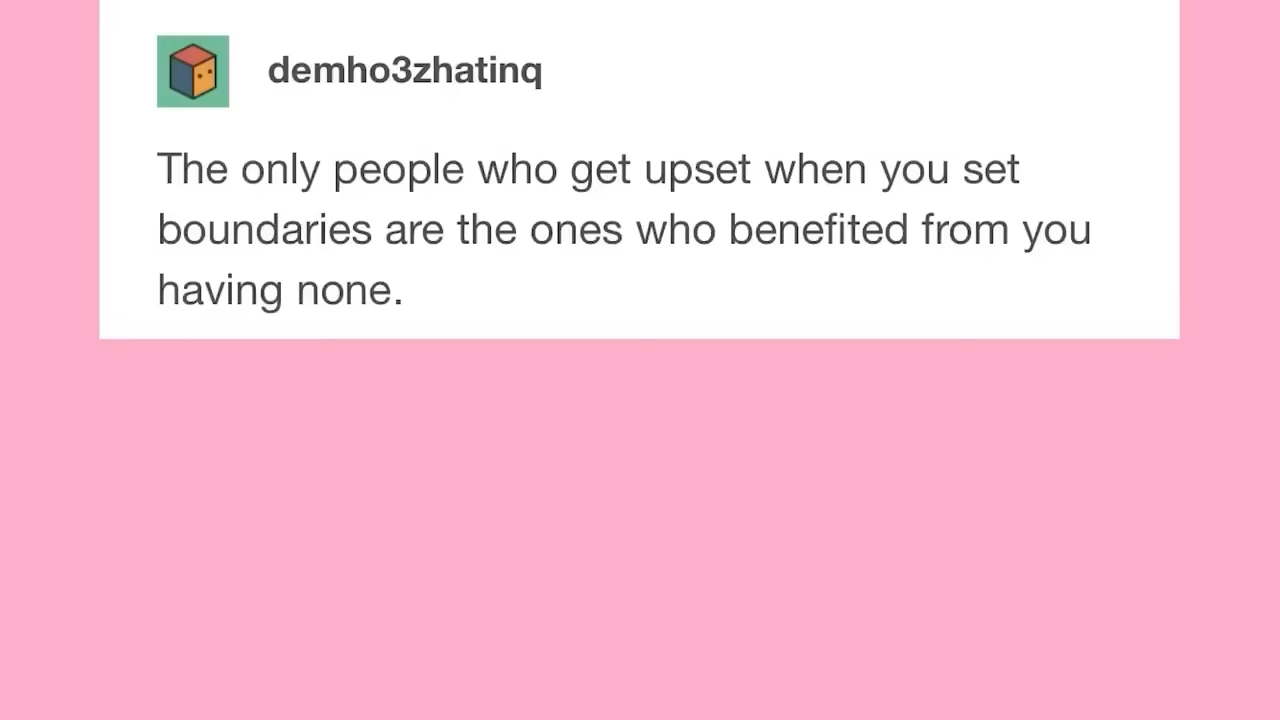 demho3zhatinq
The only people who get upset when you set
boundaries are the ones who benefited from you
having none.